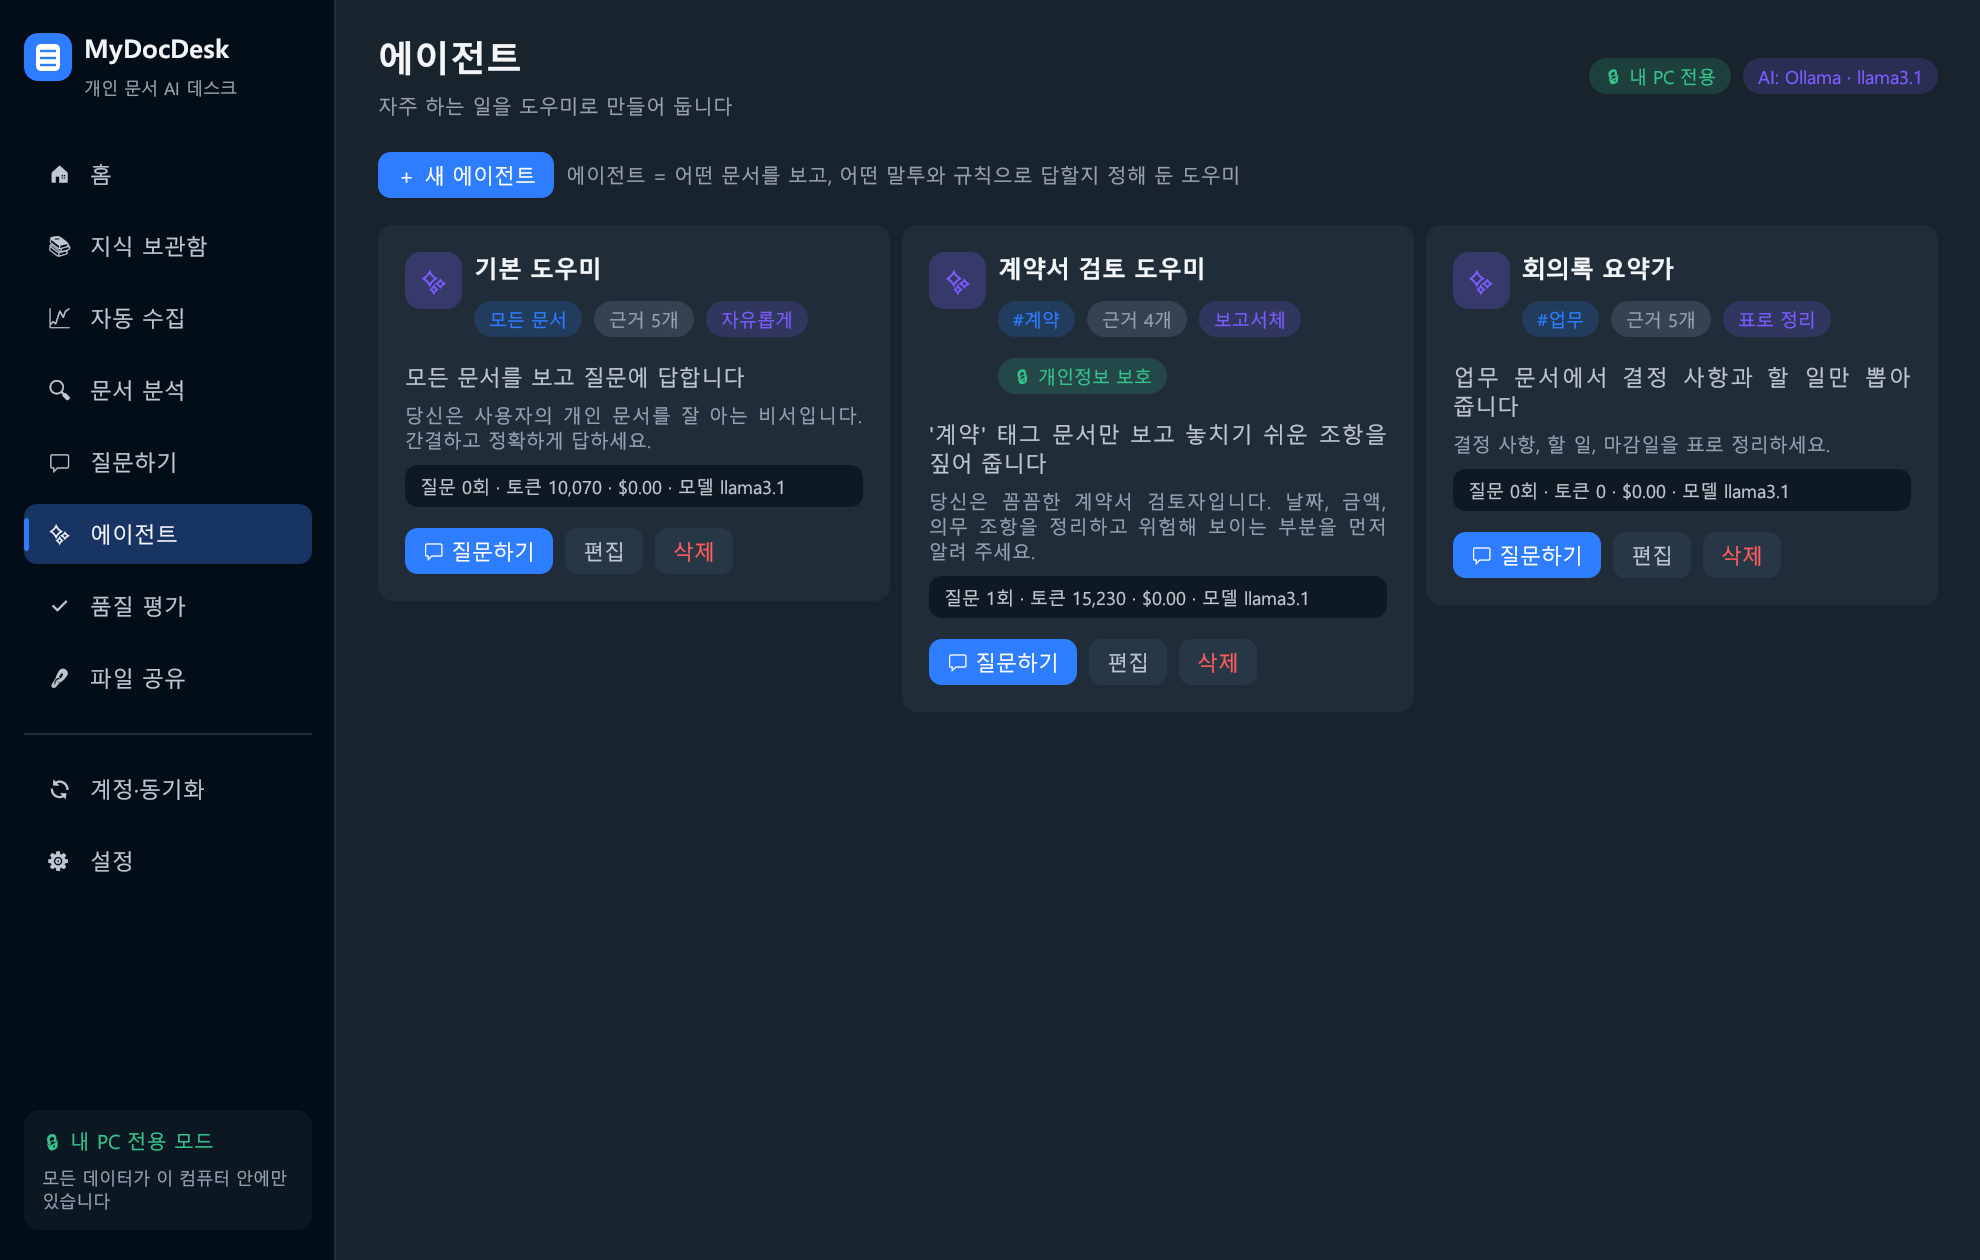 MyDocDesk
개인 문서 AI 데스크
홈
지식 보관함
자동 수집
문서 분석
질문하기
에이전트
품질 평가
파일 공유
계정·동기화
설정
내 PC 전용 모드
모든 데이터가 이 컴퓨터 안에만
있습니다
에이전트
자주 하는 일을 도우미로 만들어 둡니다
내 PC 전용
AI: Ollama · llama3.1
+ 새 에이전트
에이전트 = 어떤 문서를 보고, 어떤 말투와 규칙으로 답할지 정해 둔 도우미
기본 도우미
모든 문서 근거 5개 자유롭게
모든 문서를 보고 질문에 답합니다
당신은 사용자의 개인 문서를 잘 아는 비서입니다.
간결하고 정확하게 답하세요.
질문 0회 · 토큰 10,070 · $0.00 · 모델 llama3.1
질문하기 편집 삭제
계약서 검토 도우미
#계약 근거 4개 보고서체
개인정보 보호
'계약' 태그 문서만 보고 놓치기 쉬운 조항을
짚어 줍니다
당신은 꼼꼼한 계약서 검토자입니다. 날짜, 금액,
의무 조항을 정리하고 위험해 보이는 부분을 먼저
알려 주세요.
질문 1회 · 토큰 15,230 · $0.00 · 모델 llama3.1
질문하기 편집 삭제
회의록 요약가
#업무 근거 5개 표로 정리
업무 문서에서 결정 사항과 할 일만 뽑아
줍니다
결정 사항, 할 일, 마감일을 표로 정리하세요.
질문 0회 · 토큰 0 · $0.00 · 모델 llama3.1
질문하기 편집 삭제